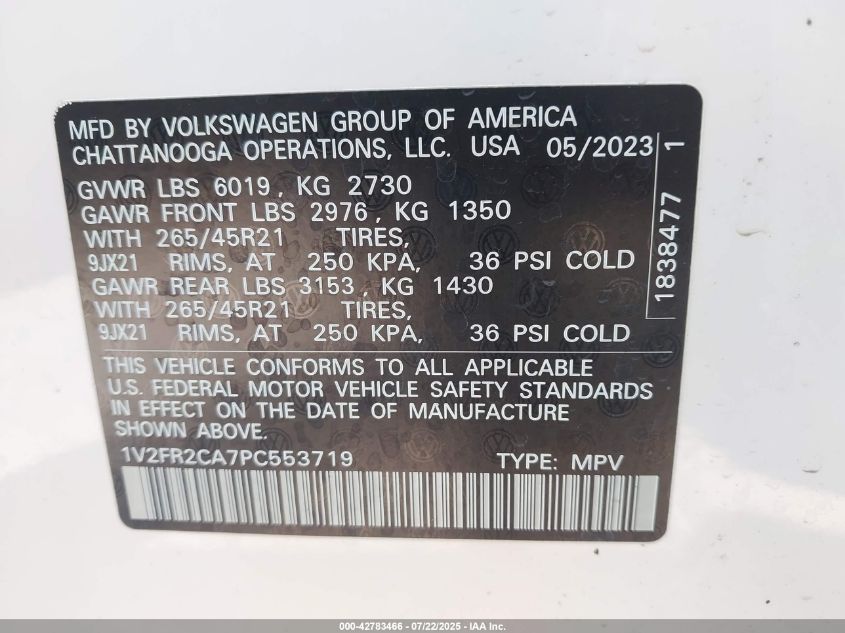 MFD BY VOLKSWAGEN GROUP OF AMERICA
CHATTANOOGA OPERATIONS, LLC. USA 05/2023
GVWR LBS 6019, KG 2730
GAWR FRONT LBS 2976, KG 1350
WITH 265/45R21 TIRES,
9JX21 RIMS, AT 250 KPA, 36 PSI COLD
GAWR REAR LBS 3153, KG 1430
WITH 265/45R21 TIRES,
9JX21 RIMS, AT 250 KPA, 36 PSI COLD
1838477 1
THIS VEHICLE CONFORMS TO ALL APPLICABLE
U.S. FEDERAL MOTOR VEHICLE SAFETY STANDARDS
IN EFFECT ON THE DATE OF MANUFACTURE
SHOWN ABOVE.
1V2FR2CA7PC553719 TYPE: MPV
000-42783466 - 07/22/2025 - IAA Inc.